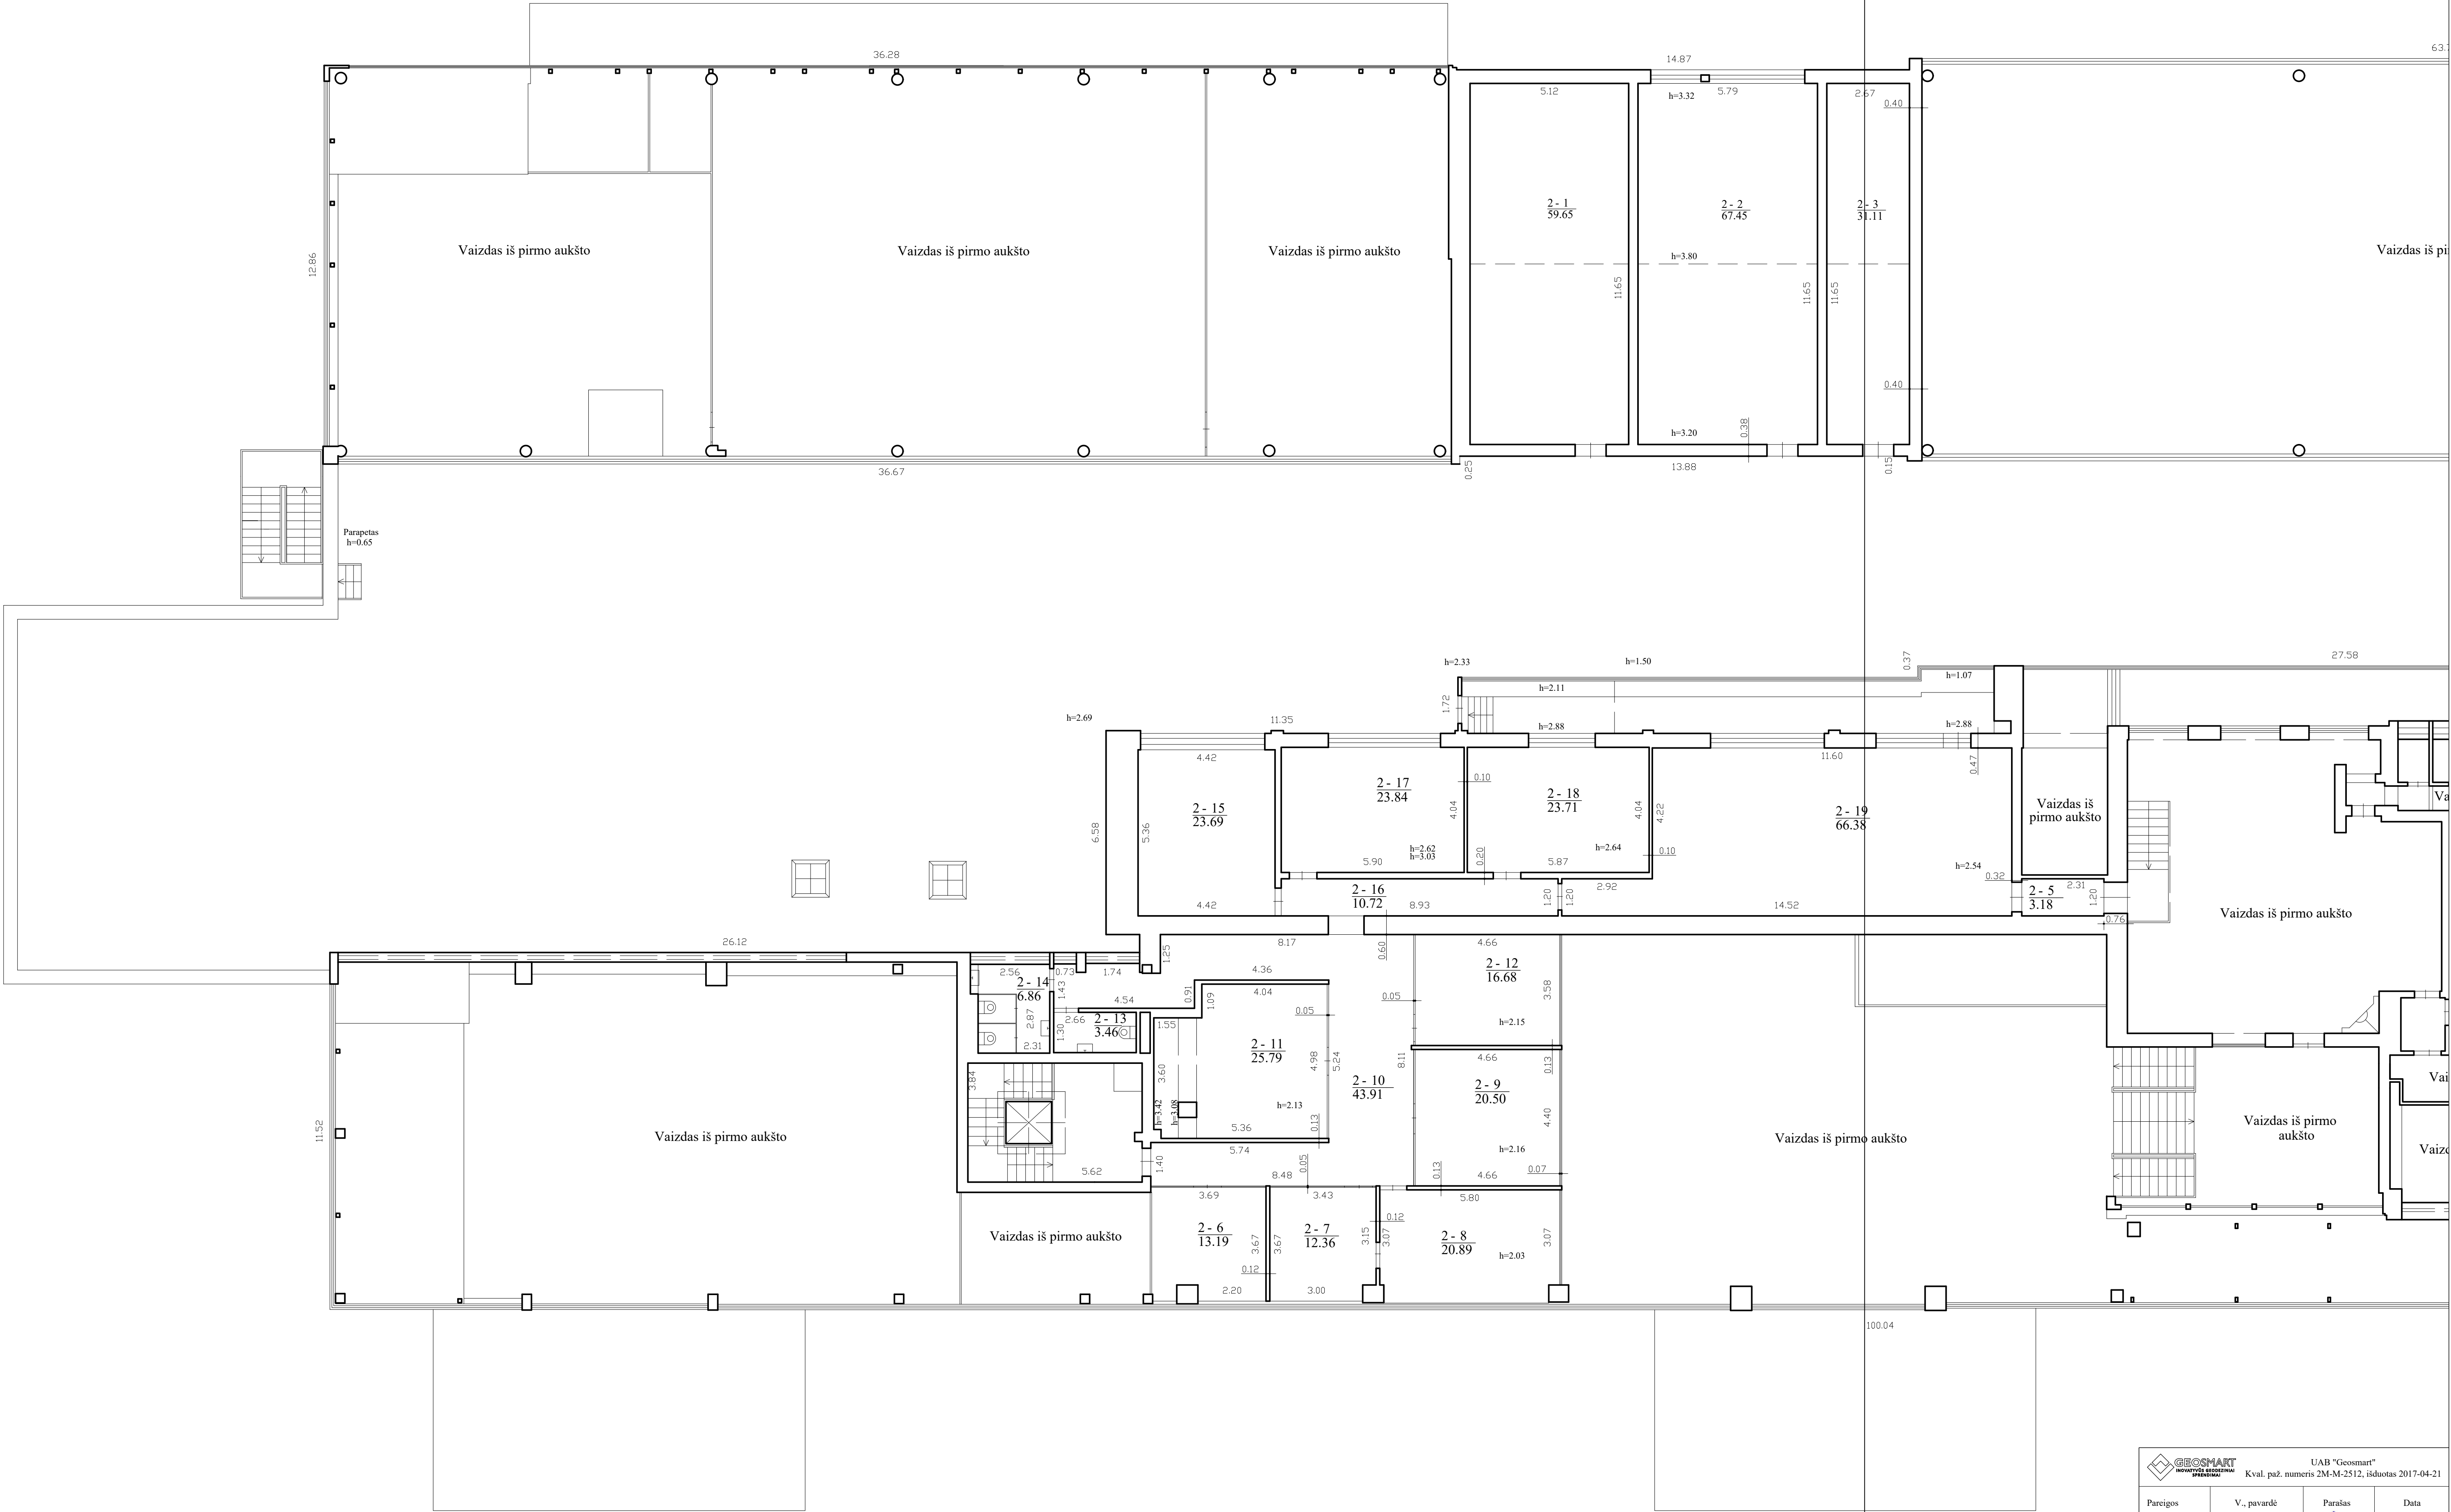 36.28
14.87
63.7
5.12
h=3.32
5.79
2.67
0.40
2 - 1
59.65
2 - 2
67.45
2 - 3
31.11
Vaizdas iš pirmo aukšto
Vaizdas iš pirmo aukšto
Vaizdas iš pirmo aukšto
Vaizdas iš pi
12.86
h=3.80
11.65
11.65
11.65
0.40
h=3.20
0.38
36.67
0.25
13.88
0.15
Parapetas
h=0.65
h=2.33
h=1.50
0.37
27.58
h=2.11
h=1.07
1.72
h=2.69
11.35
h=2.88
h=2.88
4.42
11.60
0.47
0.10
2 - 15
23.69
2 - 17
23.84
2 - 18
23.71
2 - 19
66.38
Vaizdas iš
pirmo aukšto
Va
6.58
5.36
4.04
4.04
4.22
h=2.62
h=3.03
h=2.64
0.10
5.90
0.20
5.87
h=2.54
0.32
2 - 16
10.72
1.20
1.20
2.92
2 - 5
3.18
2.31
1.20
4.42
8.93
14.52
0.76
Vaizdas iš pirmo aukšto
26.12
8.17
1.25
0.60
4.66
2.56
0.73
1.74
4.36
2 - 12
16.68
2 - 14
6.86
1.43
4.54
0.91
1.09
4.04
0.05
3.58
0.05
2.87
1.30
2.66
2 - 13
3.46
1.55
h=2.15
2.31
2 - 11
25.79
4.98
5.24
8.11
4.66
0.13
3.84
3.60
2 - 10
43.91
2 - 9
20.50
Vai
h=3.42
h=3.08
h=2.13
0.13
4.40
11.52
Vaizdas iš pirmo aukšto
5.36
Vaizdas iš pirmo aukšto
Vaizdas iš pirmo
aukšto
Vaizd
5.74
h=2.16
5.62
1.40
8.48
0.05
0.13
4.66
0.07
3.69
3.43
5.80
Vaizdas iš pirmo aukšto
2 - 6
13.19
3.67
3.67
2 - 7
12.36
3.15
3.07
0.12
2 - 8
20.89
h=2.03
3.07
0.12
2.20
3.00
100.04
GEOSMART
INOVATYVŪS GEODEZINIAI
SPRENDIMAI
UAB "Geosmart"
Kval. paž. numeris 2M-M-2512, išduotas 2017-04-21
Pareigos
V., pavardė
Parašas
Data